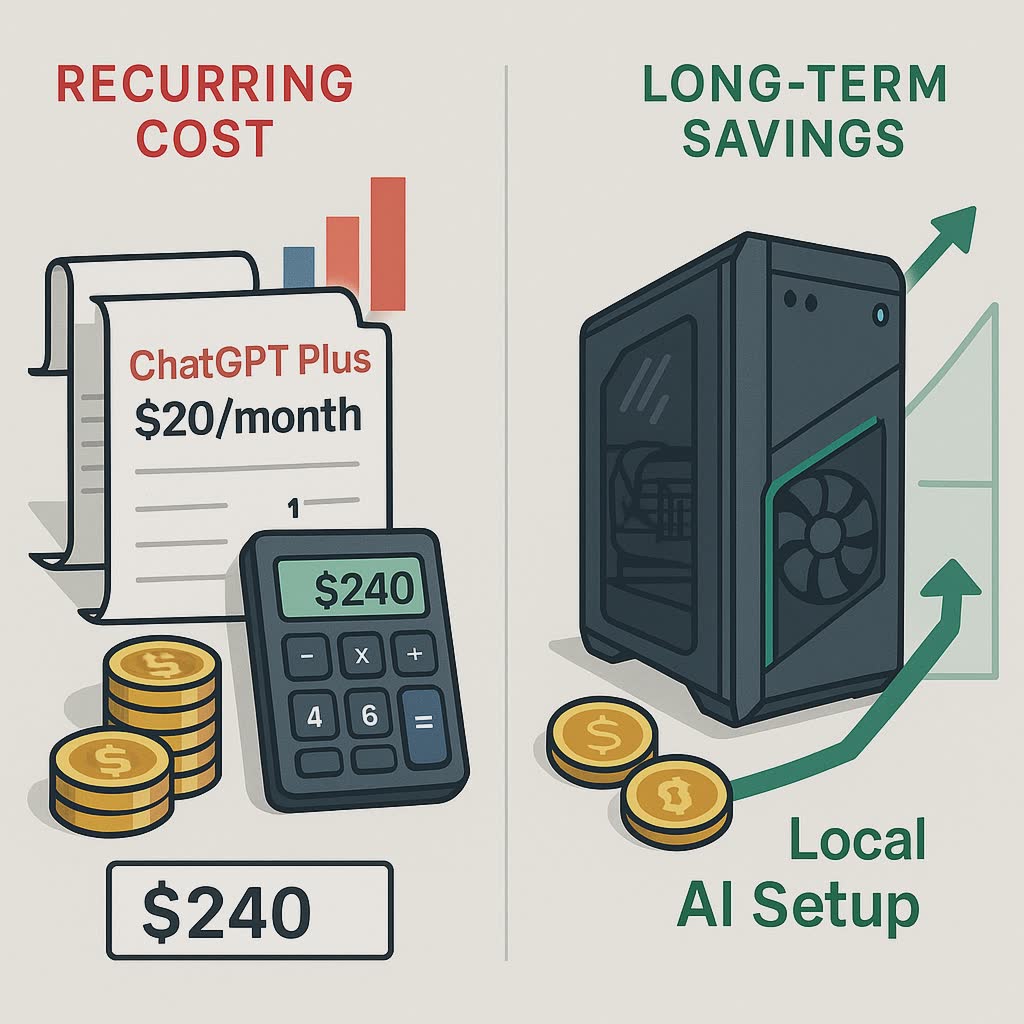 RECURRING
COST
ChatGPT Plus
$20/month
1
$240
- x +
4 6 =
$240
LONG-TERM
SAVINGS
$
$
$
$
Local
AI Setup